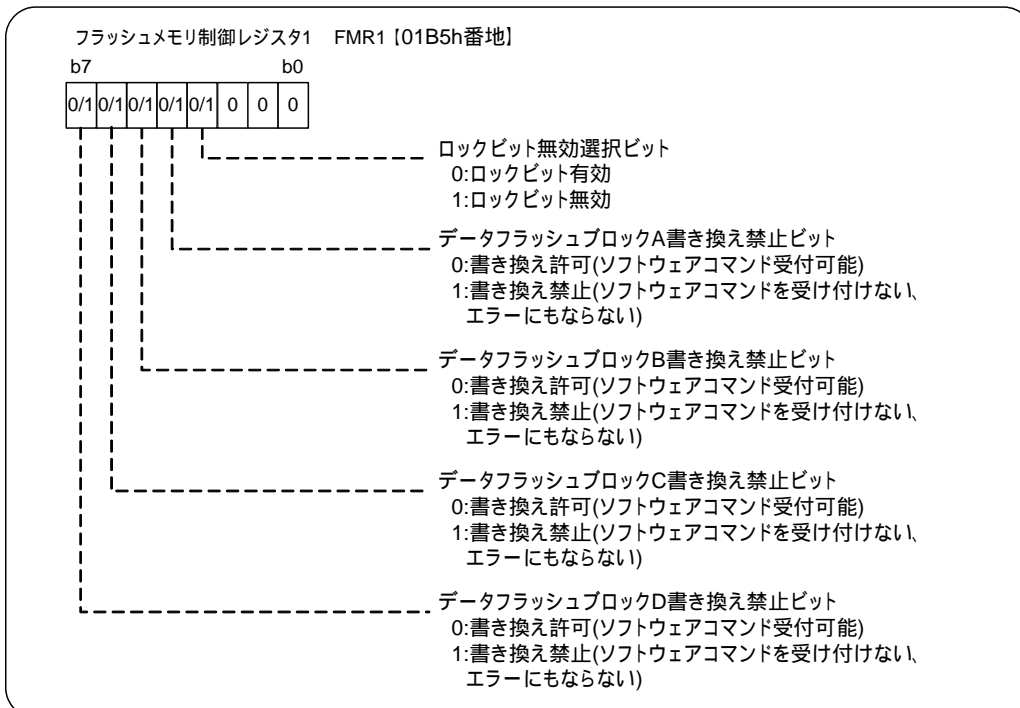 フラッシュメモリ制御レジスタ1 FMR1【01B5h番地】
b7 b0
0/1 0/1 0/1 0/1 0/1 0 0 0
ロックビット無効選択ビット
0:ロックビット有効
1:ロックビット無効
データフラッシュブロックA書き換え禁止ビット
0:書き換え許可(ソフトウェアコマンド受付可能)
1:書き換え禁止(ソフトウェアコマンドを受け付けない、
エラーにもならない)
データフラッシュブロックB書き換え禁止ビット
0:書き換え許可(ソフトウェアコマンド受付可能)
1:書き換え禁止(ソフトウェアコマンドを受け付けない、
エラーにもならない)
データフラッシュブロックC書き換え禁止ビット
0:書き換え許可(ソフトウェアコマンド受付可能)
1:書き換え禁止(ソフトウェアコマンドを受け付けない、
エラーにもならない)
データフラッシュブロックD書き換え禁止ビット
0:書き換え許可(ソフトウェアコマンド受付可能)
1:書き換え禁止(ソフトウェアコマンドを受け付けない、
エラーにもならない)